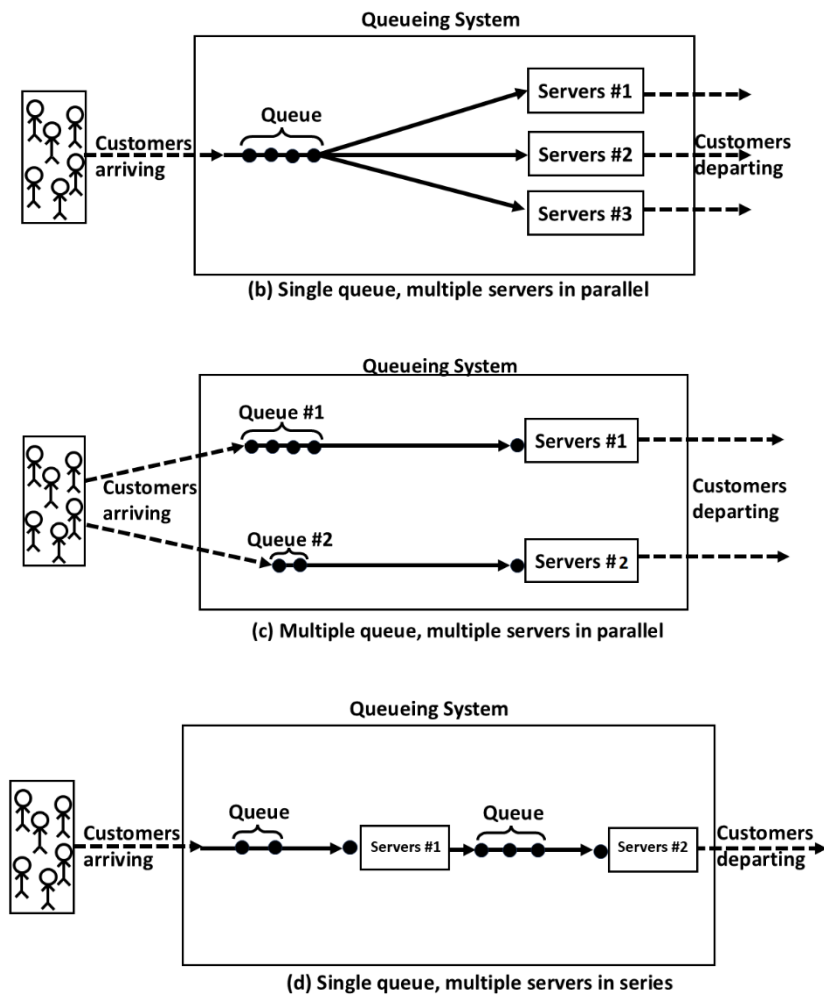 Queueing System
Servers #1
Queue
Customers
arriving
Servers #2
Customers
departing
Servers #3
(b) Single queue, multiple servers in parallel
Queueing System
Queue #1
Servers #1
Customers
arriving
Customers
departing
Queue #2
Servers #2
(c) Multiple queue, multiple servers in parallel
Queueing System
Queue
Queue
Customers
arriving
Servers #1
Servers #2
Customers
departing
(d) Single queue, multiple servers in series